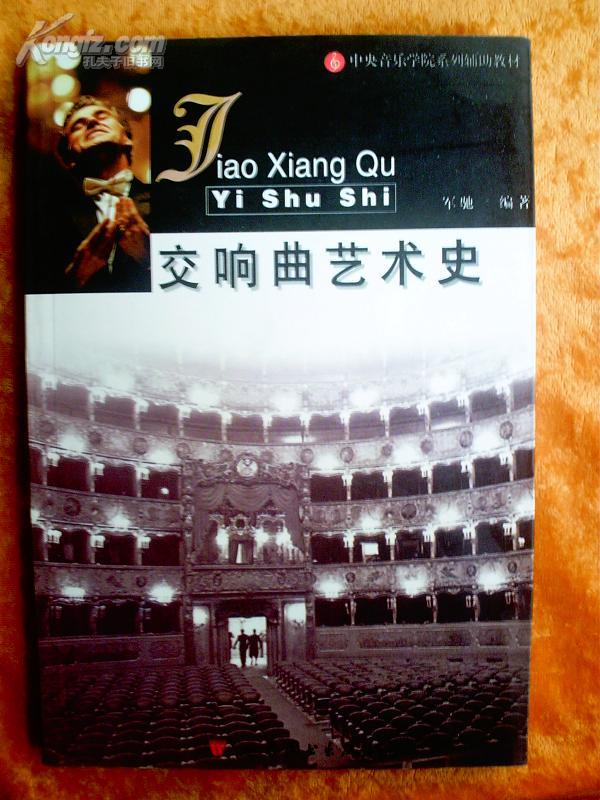 Kongfz.com
孔夫子旧书网
中央音乐学院系列辅助教材
Jiao Xiang Qu
Yi Shu Shi
军驰 编著
交响曲艺术史